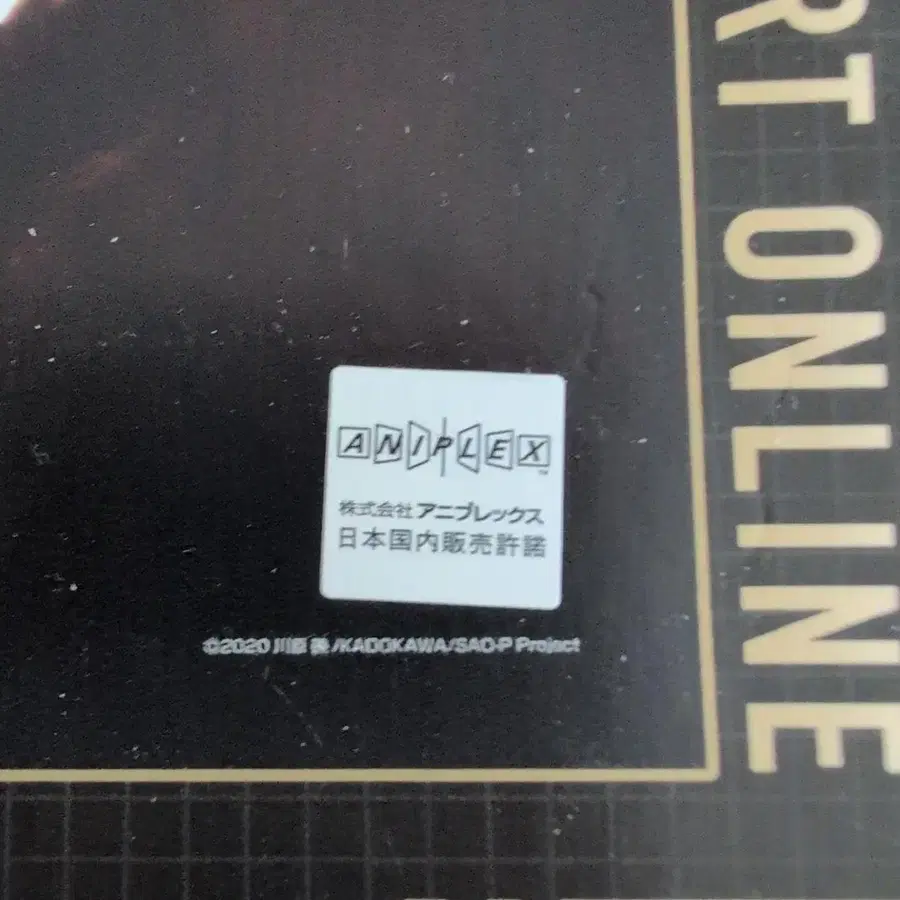 RT ONLINE
ANIPLEX
TM
株式会社 アニプレックス
日本国内販売許諾
©2020 川原 礫/KADOKAWA/SAO-P Project